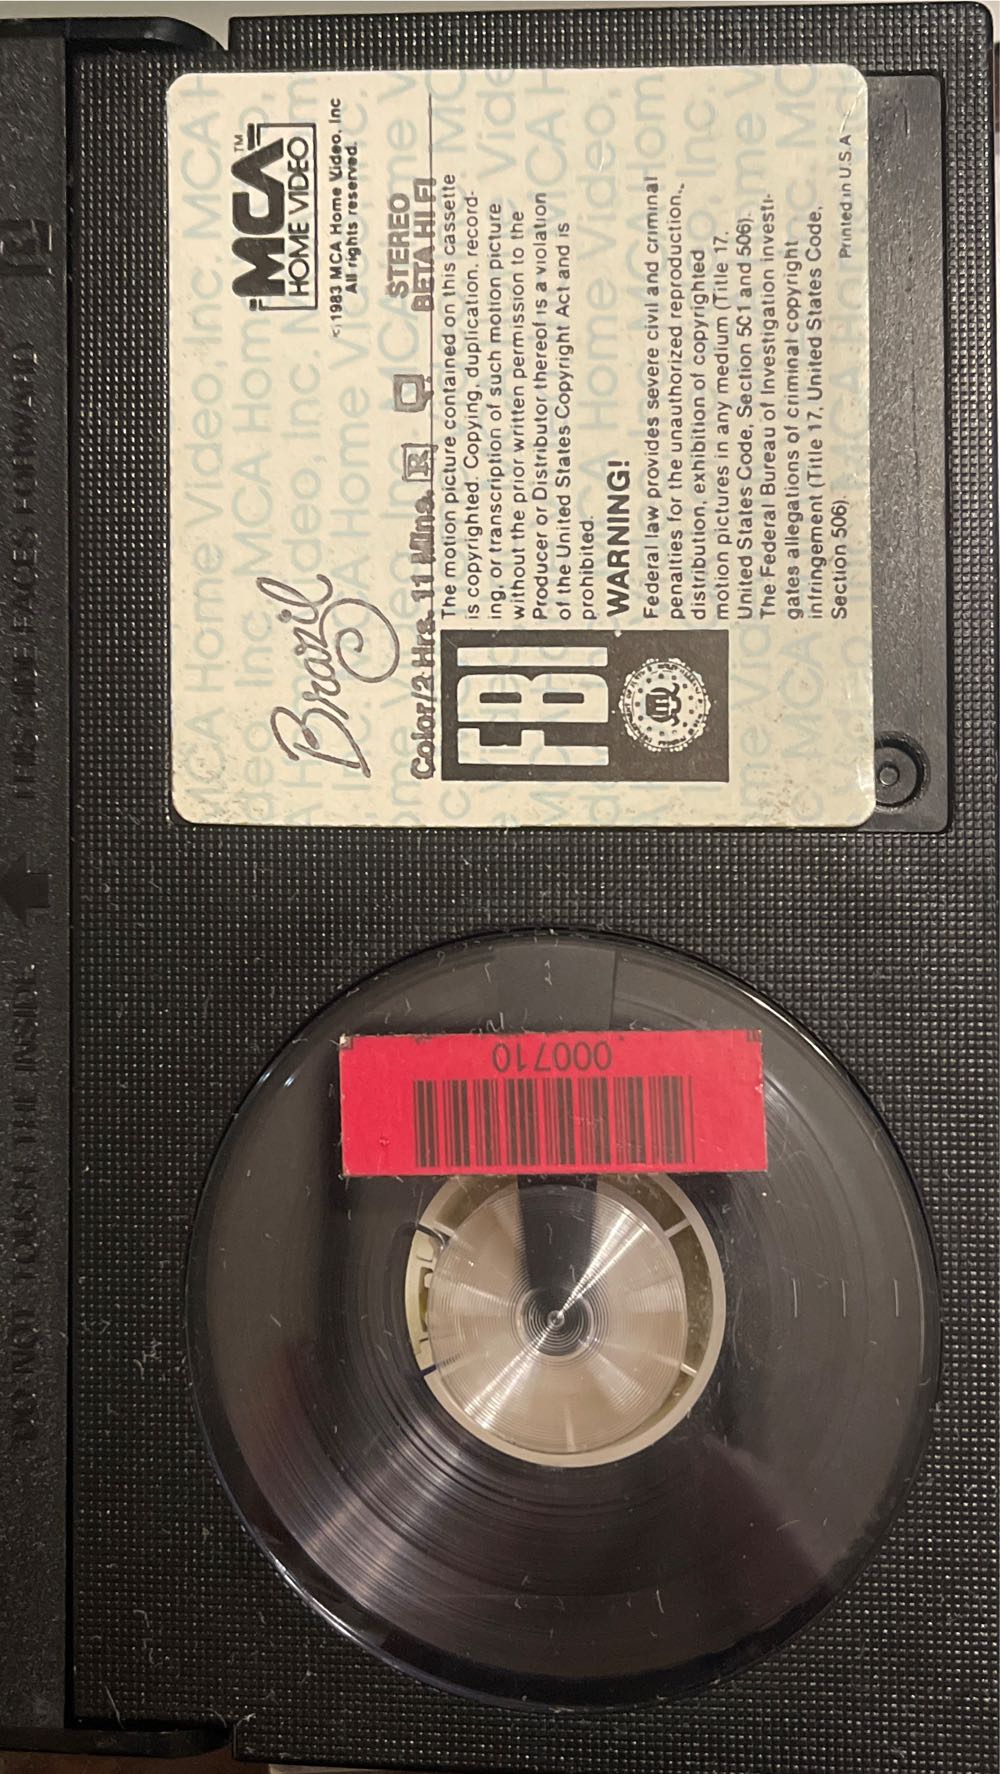 MCA™
HOME VIDEO
©1983 MCA Home Video, Inc
All rights reserved.
Brazil
Color/2 Hrs. 11 Mins. R
STEREO
BETA HI FI
The motion picture contained on this cassette
is copyrighted. Copying, duplication, record-
ing, or transcription of such motion picture
without the prior written permission to the
Producer or Distributor thereof is a violation
of the United States Copyright Act and is
prohibited.
FBI
WARNING!
Federal law provides severe civil and criminal
penalties for the unauthorized reproduction,
distribution, exhibition of copyrighted
motion pictures in any medium (Title 17,
United States Code, Section 501 and 506).
The Federal Bureau of Investigation investi-
gates allegations of criminal copyright
infringement (Title 17, United States Code,
Section 506).
Printed in U.S.A
000710
DO NOT TOUCH THE INSIDE
THIS SIDE FACES FORWARD